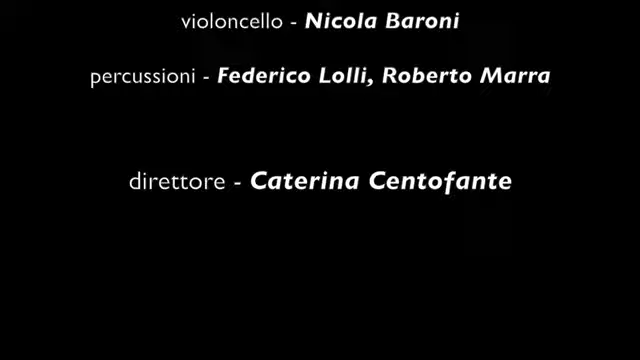 violoncello - Nicola Baroni
percussioni - Federico Lolli, Roberto Marra
direttore - Caterina Centofante